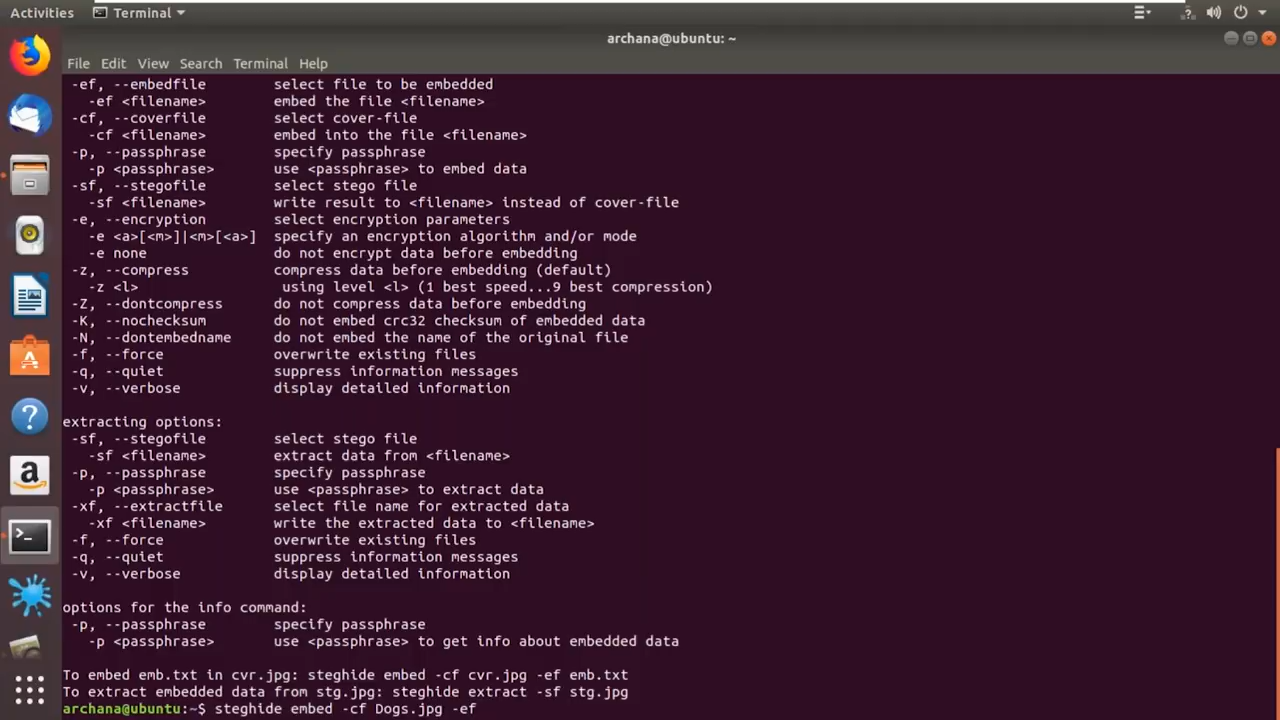 Activities Terminal
archana@ubuntu: ~
File Edit View Search Terminal Help
-ef, --embedfile select file to be embedded
-ef <filename> embed the file <filename>
-cf, --coverfile select cover-file
-cf <filename> embed into the file <filename>
-p, --passphrase specify passphrase
-p <passphrase> use <passphrase> to embed data
-sf, --stegofile select stego file
-sf <filename> write result to <filename> instead of cover-file
-e, --encryption select encryption parameters
-e <a>[<m>]|<m>[<a>] specify an encryption algorithm and/or mode
-e none do not encrypt data before embedding
-z, --compress compress data before embedding (default)
-z <l> using level <l> (1 best speed...9 best compression)
-Z, --dontcompress do not compress data before embedding
-K, --nochecksum do not embed crc32 checksum of embedded data
-N, --dontembedname do not embed the name of the original file
-f, --force overwrite existing files
-q, --quiet suppress information messages
-v, --verbose display detailed information
extracting options:
-sf, --stegofile select stego file
-sf <filename> extract data from <filename>
-p, --passphrase specify passphrase
-p <passphrase> use <passphrase> to extract data
-xf, --extractfile select file name for extracted data
-xf <filename> write the extracted data to <filename>
-f, --force overwrite existing files
-q, --quiet suppress information messages
-v, --verbose display detailed information
options for the info command:
-p, --passphrase specify passphrase
-p <passphrase> use <passphrase> to get info about embedded data
To embed emb.txt in cvr.jpg: steghide embed -cf cvr.jpg -ef emb.txt
To extract embedded data from stg.jpg: steghide extract -sf stg.jpg
archana@ubuntu:~$ steghide embed -cf Dogs.jpg -ef